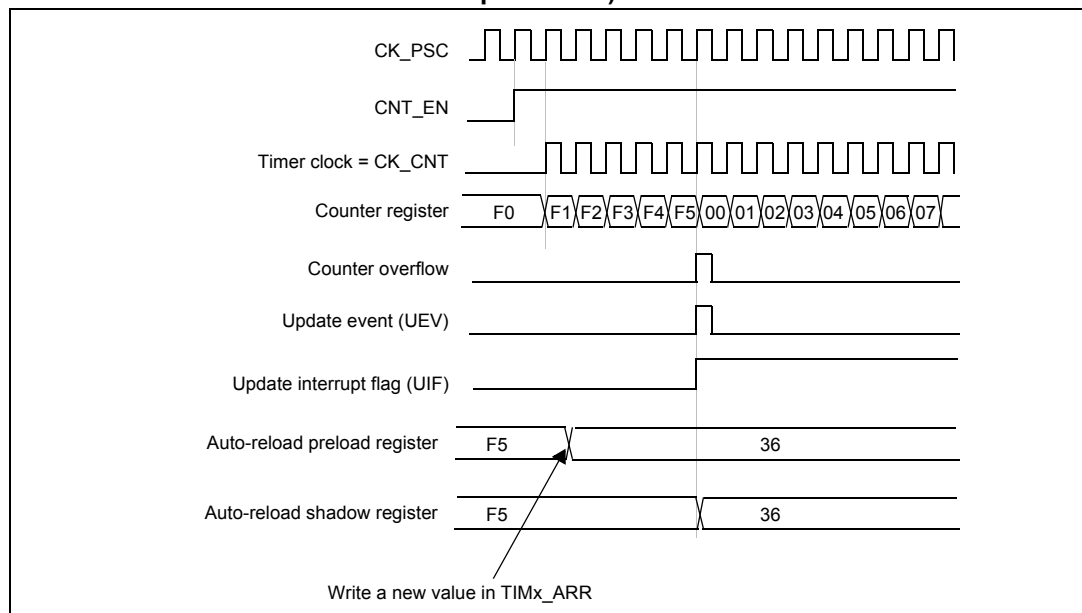 CK_PSC
CNT_EN
Timer clock = CK_CNT
Counter register F0 F1 F2 F3 F4 F5 00 01 02 03 04 05 06 07
Counter overflow
Update event (UEV)
Update interrupt flag (UIF)
Auto-reload preload register F5 36
Auto-reload shadow register F5 36
Write a new value in TIMx_ARR